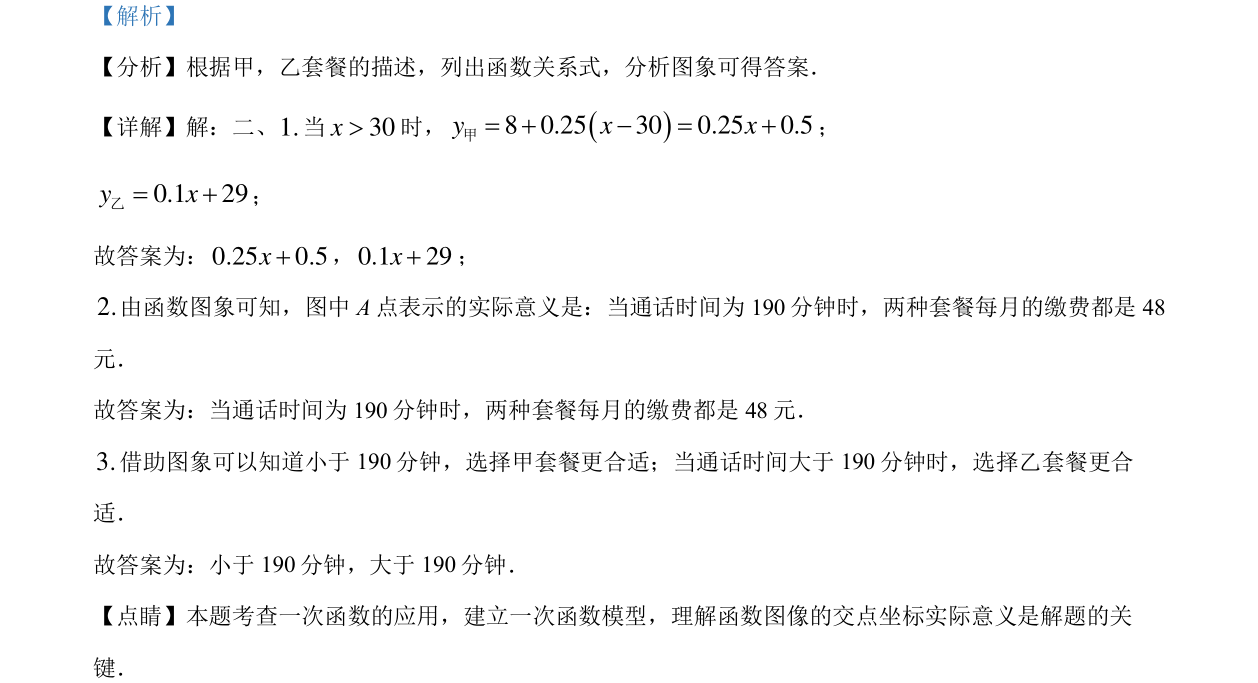 【解析】
【分析】根据甲，乙套餐的描述，列出函数关系式，分析图象可得答案．
【详解】解：二、1.当 x > 30 时， y甲 = 8 + 0.25(x − 30) = 0.25x + 0.5；
y乙 = 0.1x + 29；
故答案为：0.25x + 0.5，0.1x + 29；
2.由函数图象可知，图中 A 点表示的实际意义是：当通话时间为 190 分钟时，两种套餐每月的缴费都是 48
元．
故答案为：当通话时间为 190 分钟时，两种套餐每月的缴费都是 48 元．
3.借助图象可以知道小于 190 分钟，选择甲套餐更合适；当通话时间大于 190 分钟时，选择乙套餐更合
适．
故答案为：小于 190 分钟，大于 190 分钟．
【点睛】本题考查一次函数的应用，建立一次函数模型，理解函数图像的交点坐标实际意义是解题的关
键．